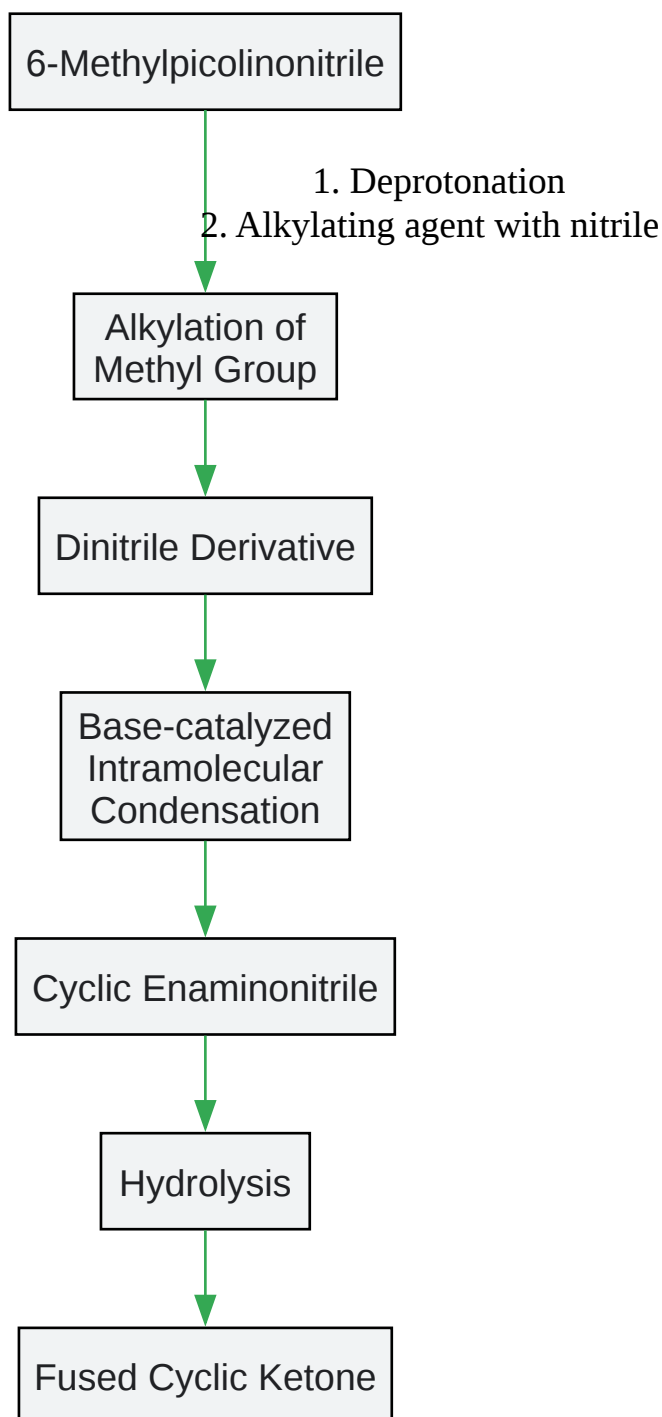 6-Methylpicolinonitrile
1. Deprotonation
2. Alkylating agent with nitrile
Alkylation of
Methyl Group
Dinitrile Derivative
Base-catalyzed
Intramolecular
Condensation
Cyclic Enaminonitrile
Hydrolysis
Fused Cyclic Ketone